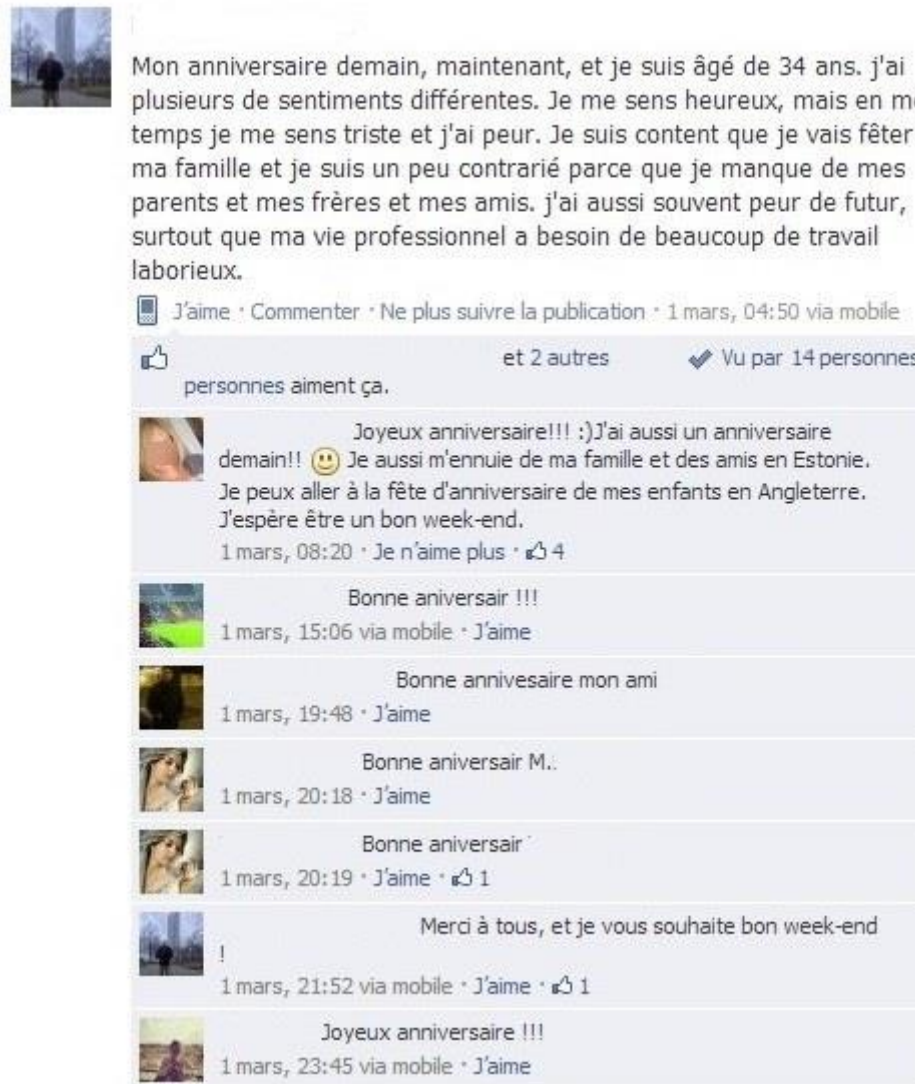 Mon anniversaire demain, maintenant, et je suis âgé de 34 ans. j'ai
plusieurs de sentiments différentes. Je me sens heureux, mais en
temps je me sens triste et j'ai peur. Je suis content que je vais fêter
ma famille et je suis un peu contrarié parce que je manque de mes
parents et mes frères et mes amis. j'ai aussi souvent peur de futur,
surtout que ma vie professionnel a besoin de beaucoup de travail
laborieux.
J'aime · Commenter · Ne plus suivre la publication · 1 mars, 04:50 via mobile
et 2 autres Vu par 14 personnes
personnes aiment ça.
Joyeux anniversaire!!! :)J'ai aussi un anniversaire
demain!! Je aussi m'ennuie de ma famille et des amis en Estonie.
Je peux aller à la fête d'anniversaire de mes enfants en Angleterre.
J'espère être un bon week-end.
1 mars, 08:20 · Je n'aime plus · 4
Bonne aniversair !!!
1 mars, 15:06 via mobile · J'aime
Bonne annivesaire mon ami
1 mars, 19:48 · J'aime
Bonne aniversair M..
1 mars, 20:18 · J'aime
Bonne aniversair
1 mars, 20:19 · J'aime · 1
Merci à tous, et je vous souhaite bon week-end
!
1 mars, 21:52 via mobile · J'aime · 1
Joyeux anniversaire !!!
1 mars, 23:45 via mobile · J'aime